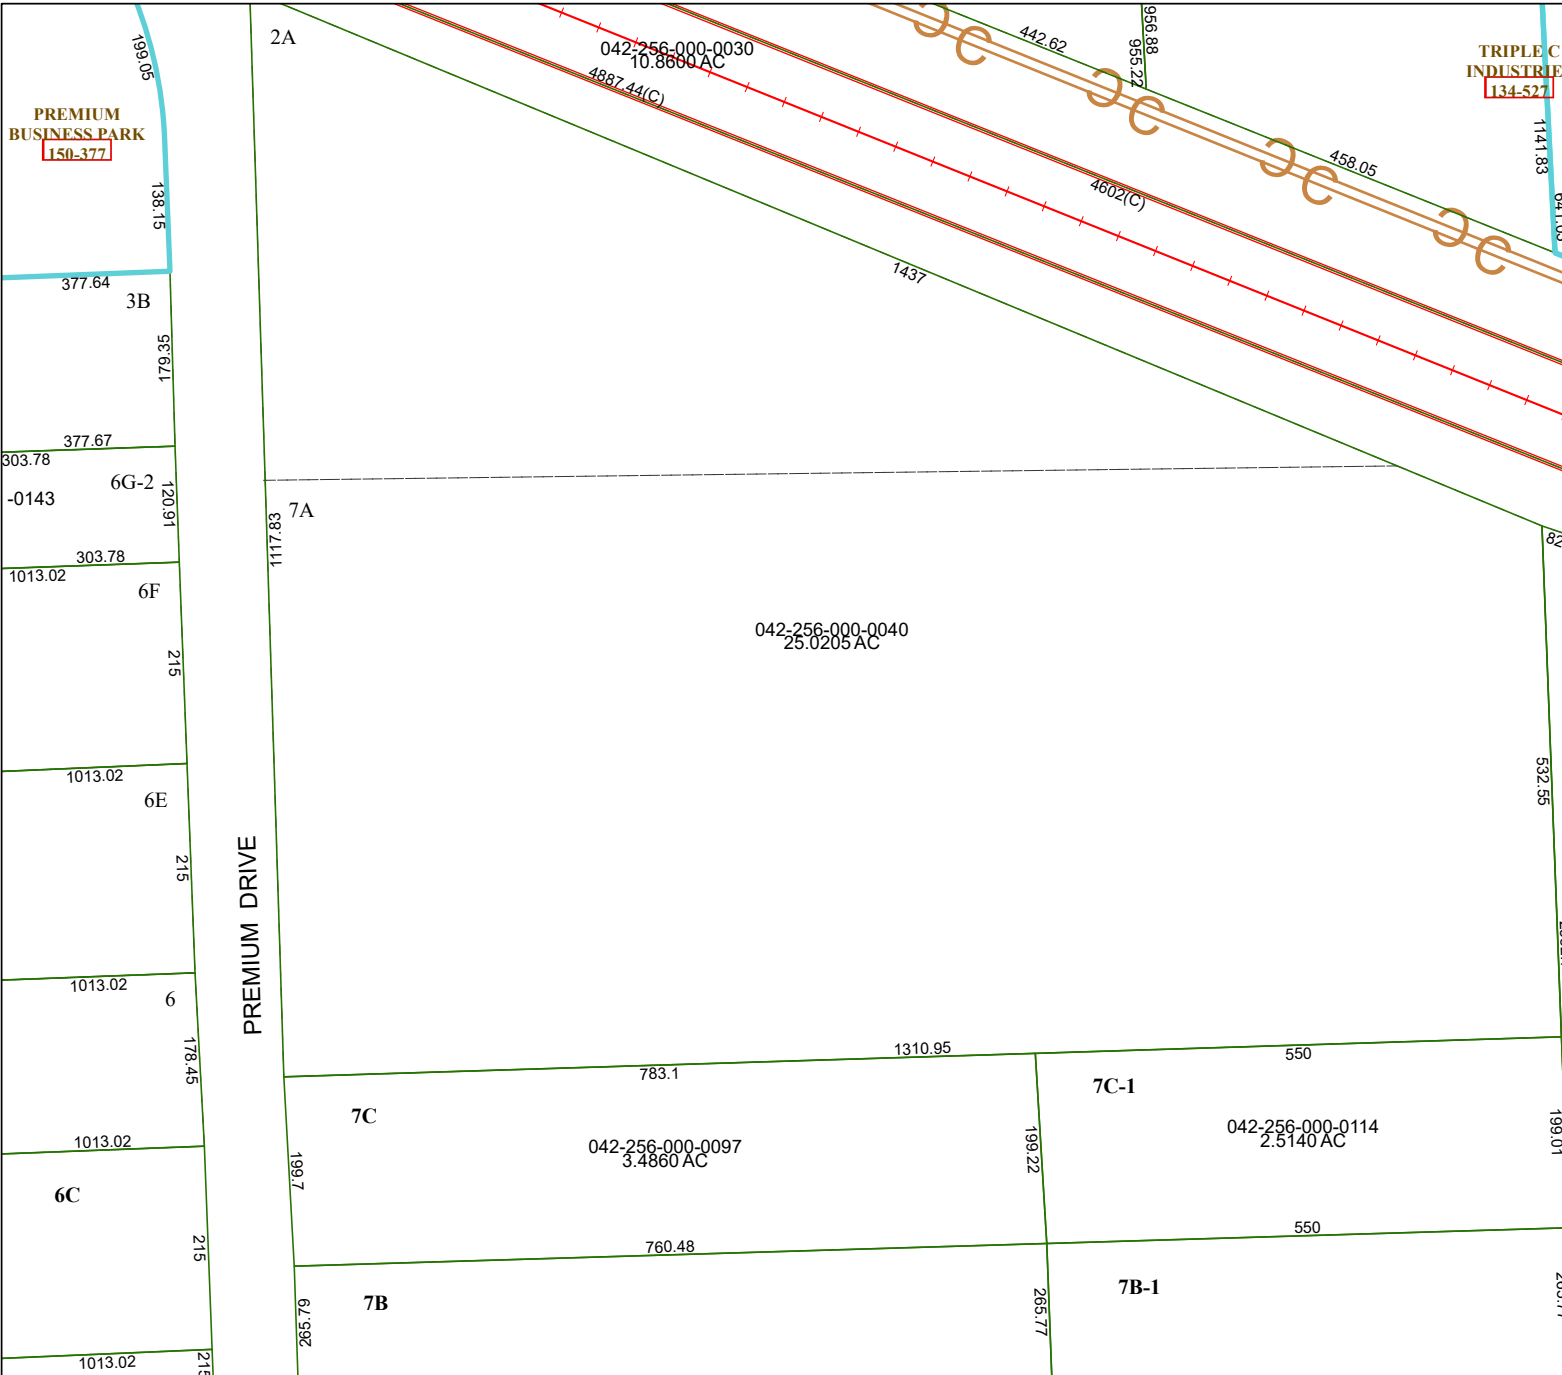 199.05
2A
042-256-000-0030
10.8600 AC
4887.44(C)
442.62
956.88
955.22
TRIPLE C
INDUSTRIE
134-527
1141.83
PREMIUM
BUSINESS PARK
150-377
138.15
458.05
4602(C)
1437
377.64
3B
179.35
377.67
303.78
6G-2
-0143
120.91
7A
1117.83
303.78
1013.02
6F
82
042-256-000-0040
25.0205 AC
215
1013.02
6E
532.55
215
PREMIUM DRIVE
1013.02
6
178.45
1310.95
783.1
550
7C
7C-1
042-256-000-0097
3.4860 AC
042-256-000-0114
2.5140 AC
199.22
199.01
1013.02
199.7
6C
215
760.48
550
7B
7B-1
265.79
265.77
1013.02
215